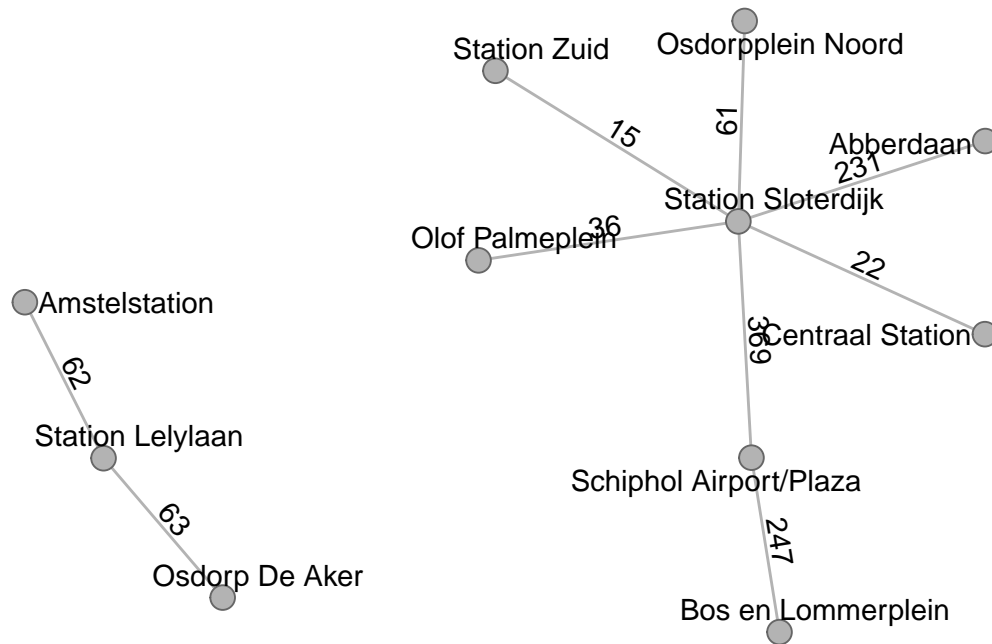 Osdorpplein Noord
Station Zuid
61
15
Abberdaan
231
Station Sloterdijk
36
Olof Palmeplein
22
Amstelstation
369
Centraal Station
62
Station Lelylaan
Schiphol Airport/Plaza
63
247
Osdorp De Aker
Bos en Lommerplein